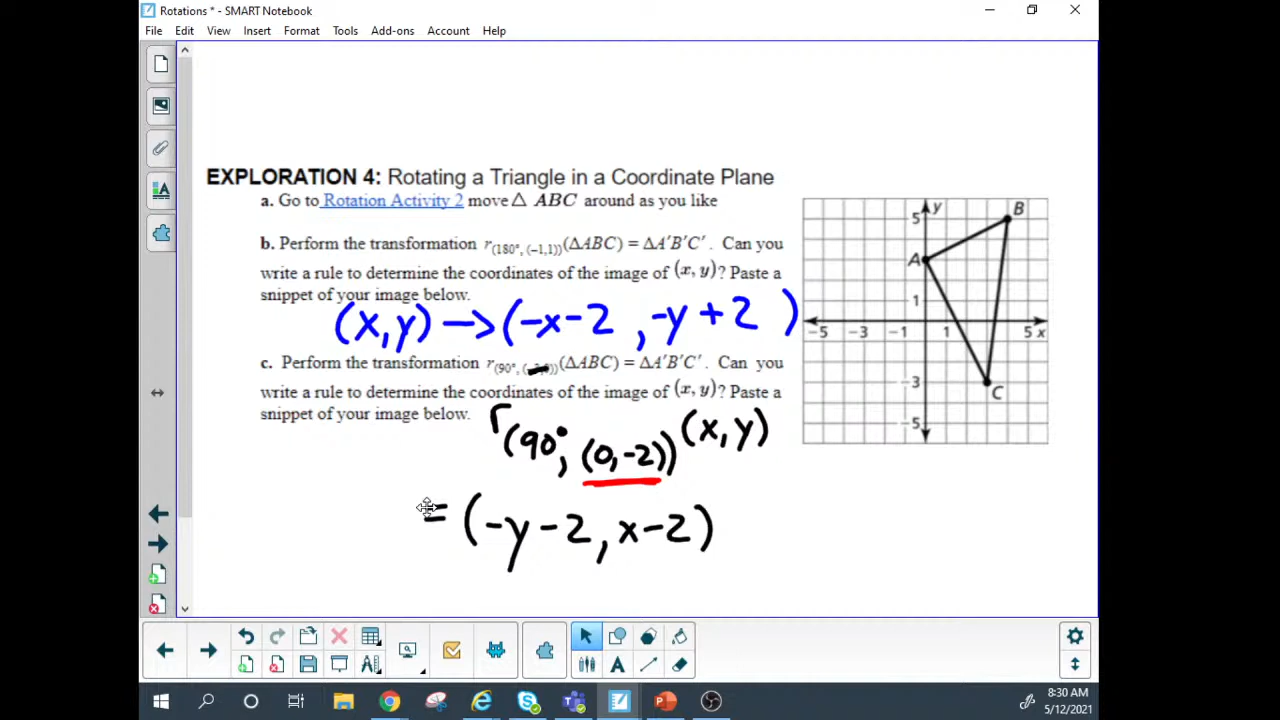 Rotations * - SMART Notebook
File Edit View Insert Format Tools Add-ons Account Help
EXPLORATION 4: Rotating a Triangle in a Coordinate Plane
a. Go to Rotation Activity 2 move △ ABC around as you like
b. Perform the transformation r(180°, (−1,1))(ΔABC) = ΔA′B′C′. Can you
write a rule to determine the coordinates of the image of (x, y)? Paste a
snippet of your image below.
(x,y) → (-x-2, -y+2)
c. Perform the transformation r(90°, ( ))(ΔABC) = ΔA′B′C′. Can you
write a rule to determine the coordinates of the image of (x, y)? Paste a
snippet of your image below.
r(90°, (0,-2))(x,y)
= (-y-2, x-2)
5 y B
A
1
-5 -3 -1 1 5 x
-3 C
-5
8:30 AM
5/12/2021